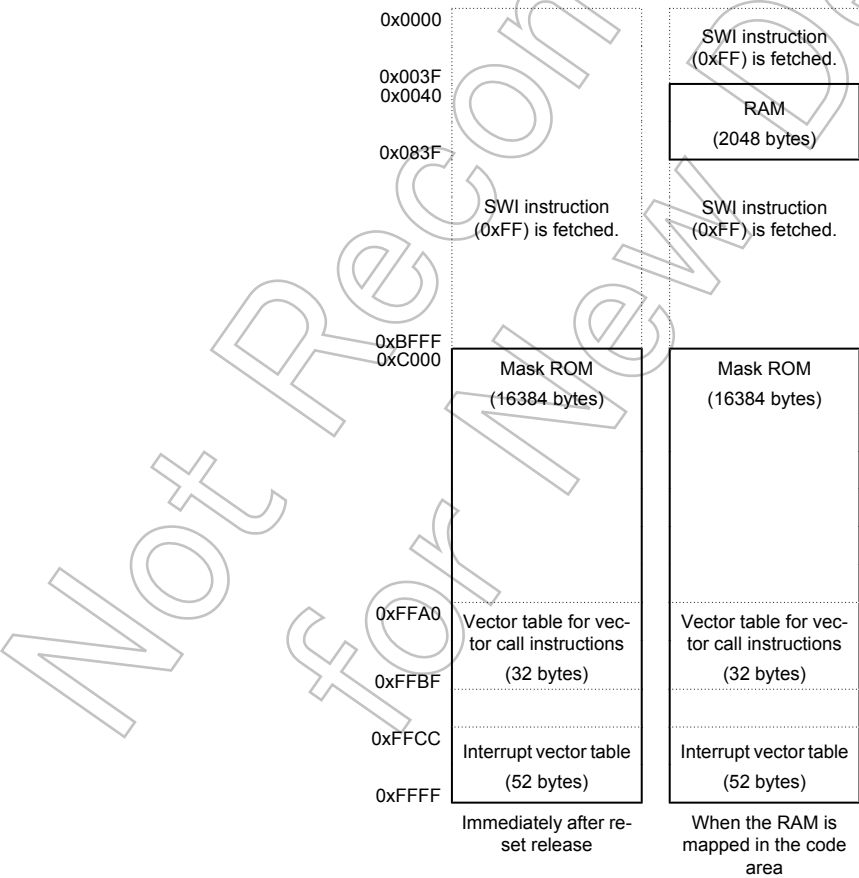 0x0000
SWI instruction
(0xFF) is fetched.
0x003F
0x0040
RAM
(2048 bytes)
0x083F
SWI instruction
(0xFF) is fetched.
SWI instruction
(0xFF) is fetched.
0xBFFF
0xC000
Mask ROM
(16384 bytes)
Mask ROM
(16384 bytes)
0xFFA0
Vector table for vec-
tor call instructions
(32 bytes)
Vector table for vec-
tor call instructions
(32 bytes)
0xFFBF
0xFFCC
Interrupt vector table
(52 bytes)
Interrupt vector table
(52 bytes)
0xFFFF
Immediately after re-
set release
When the RAM is
mapped in the code
area
Not Recon
for New D